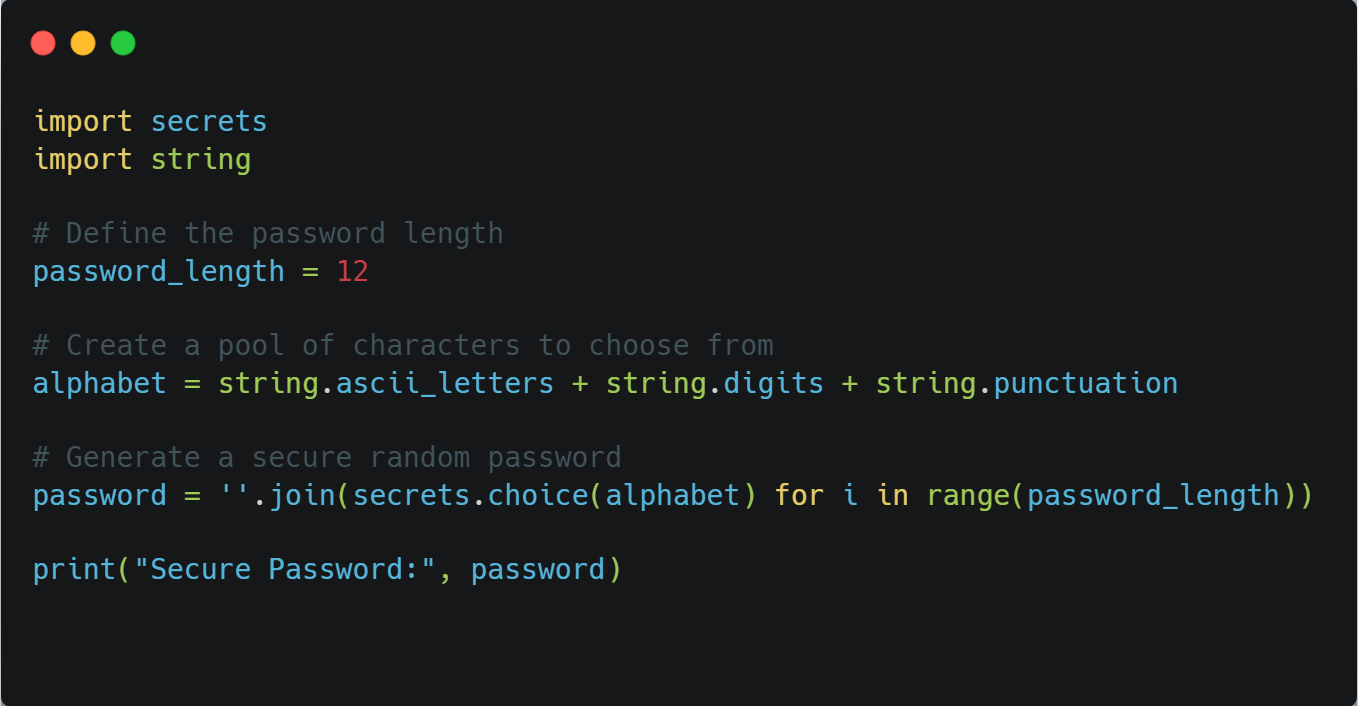 import secrets
import string
# Define the password length
password_length = 12
# Create a pool of characters to choose from
alphabet = string.ascii_letters + string.digits + string.punctuation
# Generate a secure random password
password = ''.join(secrets.choice(alphabet) for i in range(password_length))
print("Secure Password:", password)